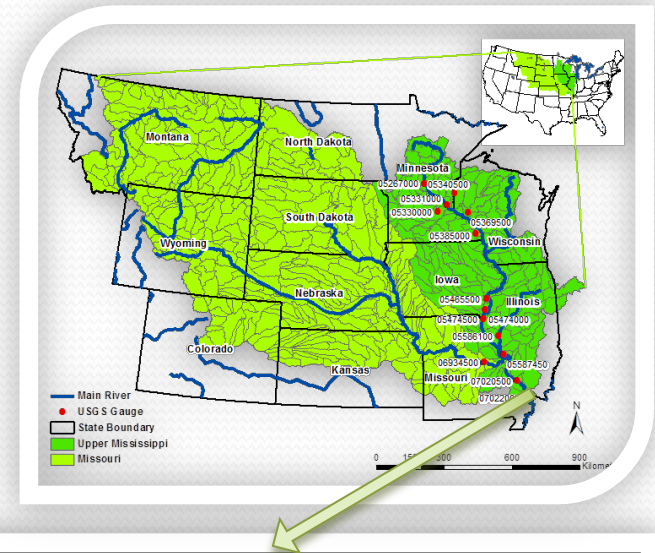 Montana
North Dakota
Minnesota
05267000 05340500
05331000
05330000
South Dakota
05369500
05385000
Wisconsin
Wyoming
Iowa
Nebraska
05465500
Illinois
05474500 05474000
05586100
Colorado
Kansas
06934500
05587450
Missouri
07020500
Main River
USGS Gauge
State Boundary
Upper Mississippi
Missouri
N
0
300
600
900